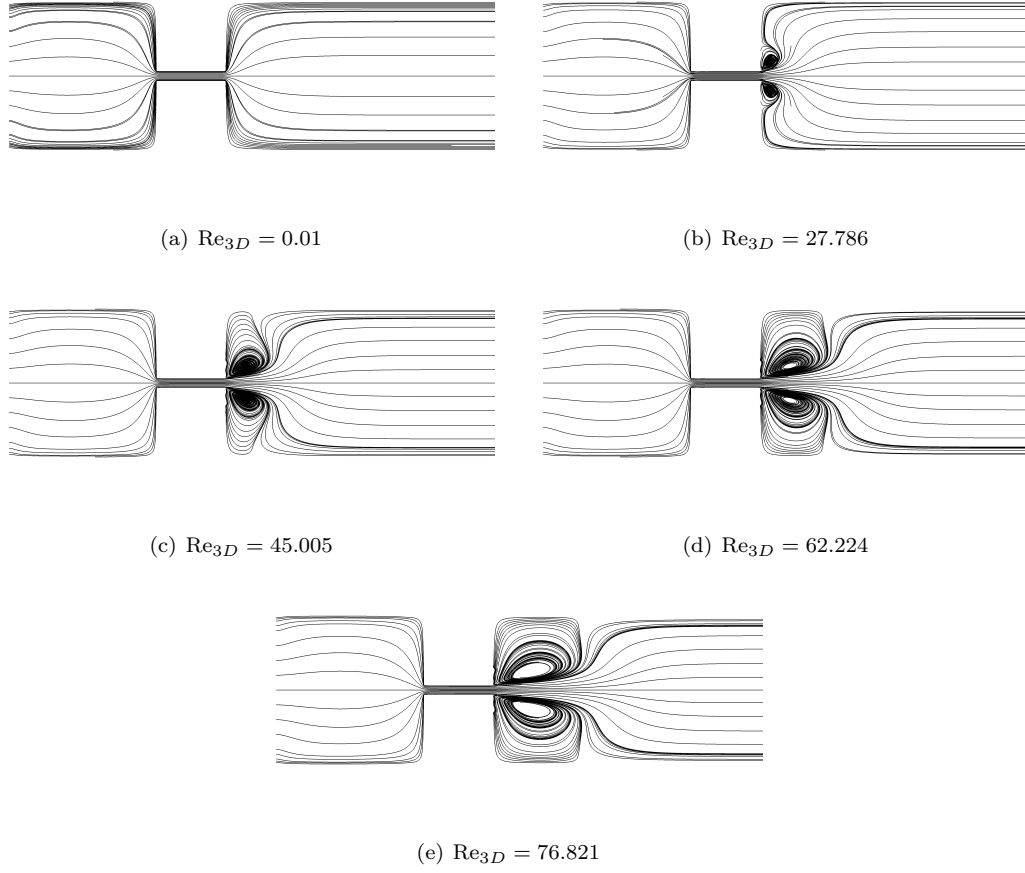 (a) Re3D = 0.01
(b) Re3D = 27.786
(c) Re3D = 45.005
(d) Re3D = 62.224
(e) Re3D = 76.821